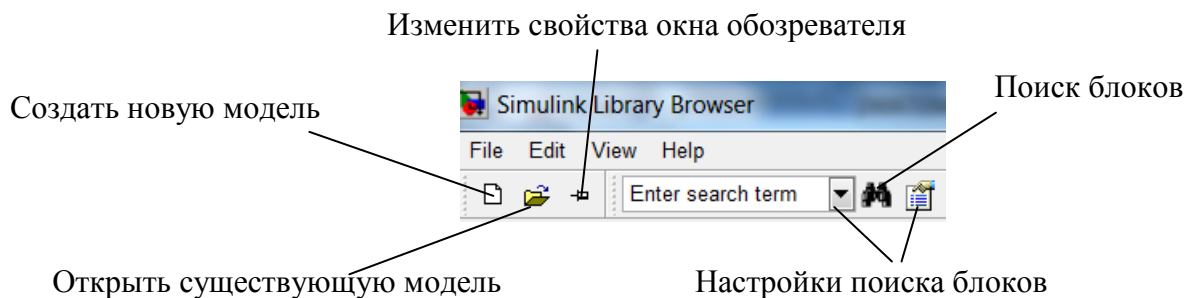 Изменить свойства окна обозревателя
Поиск блоков
Создать новую модель
Simulink Library Browser
File Edit View Help
Enter search term
Открыть существующую модель
Настройки поиска блоков